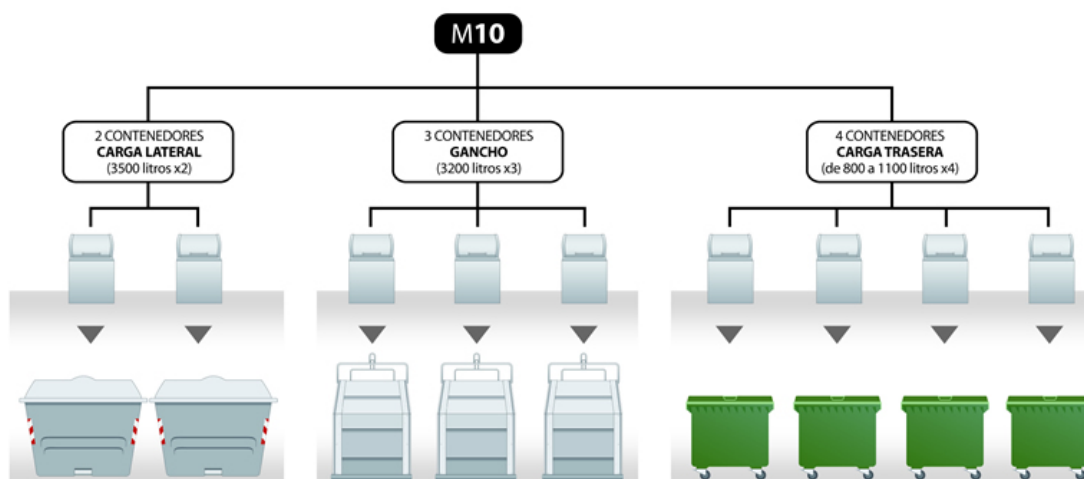 M10
2 CONTENEDORES
CARGA LATERAL
(3500 litros x2)
3 CONTENEDORES
GANCHO
(3200 litros x3)
4 CONTENEDORES
CARGA TRASERA
(de 800 a 1100 litros x4)